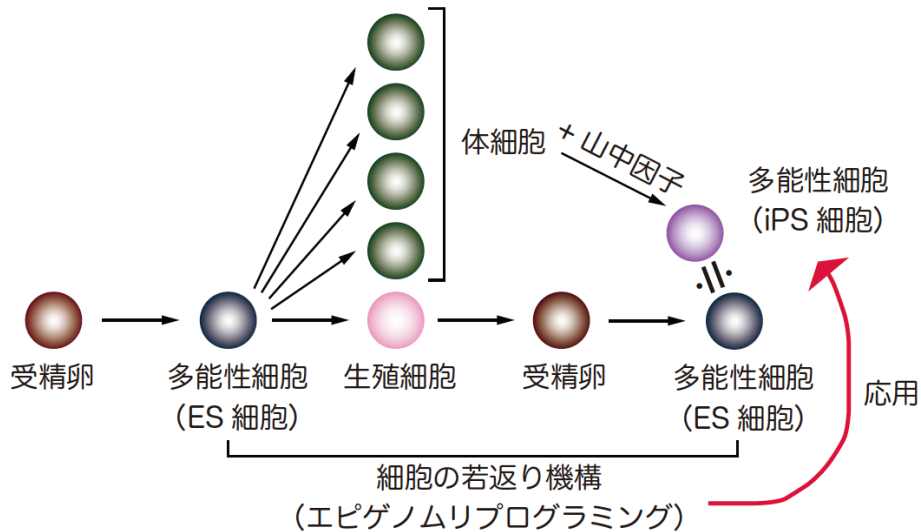 体細胞
+ 山中因子
多能性細胞
（iPS 細胞）
受精卵
多能性細胞
（ES 細胞）
生殖細胞
受精卵
多能性細胞
（ES 細胞）
応用
細胞の若返り機構
（エピゲノムリプログラミング）